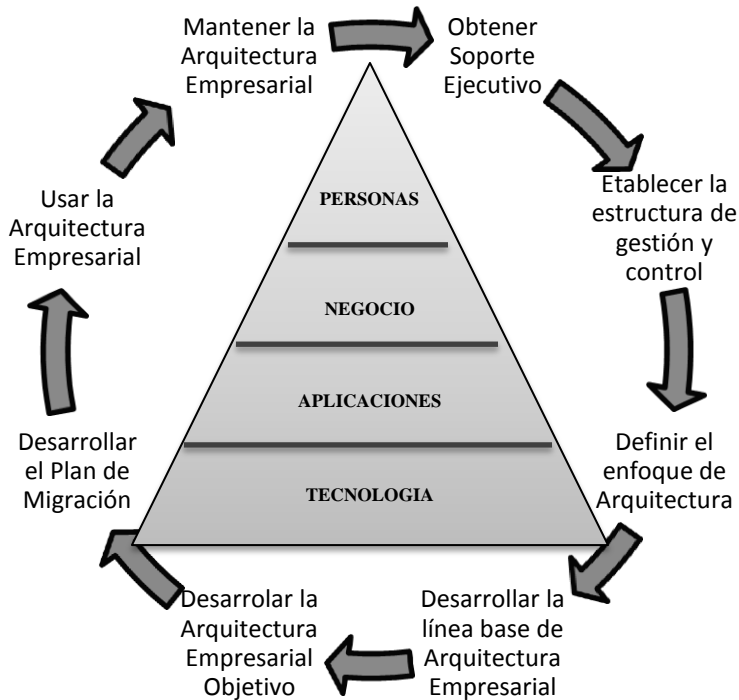 Mantener la
Arquitectura
Empresarial
Obtener
Soporte
Ejecutivo
Etablecer la
estructura de
gestión y
control
Definir el
enfoque de
Arquitectura
Desarrollar la
línea base de
Arquitectura
Empresarial
Desarrolar la
Arquitectura
Empresarial
Objetivo
Desarrollar
el Plan de
Migración
Usar la
Arquitectura
Empresarial
PERSONAS
NEGOCIO
APLICACIONES
TECNOLOGIA